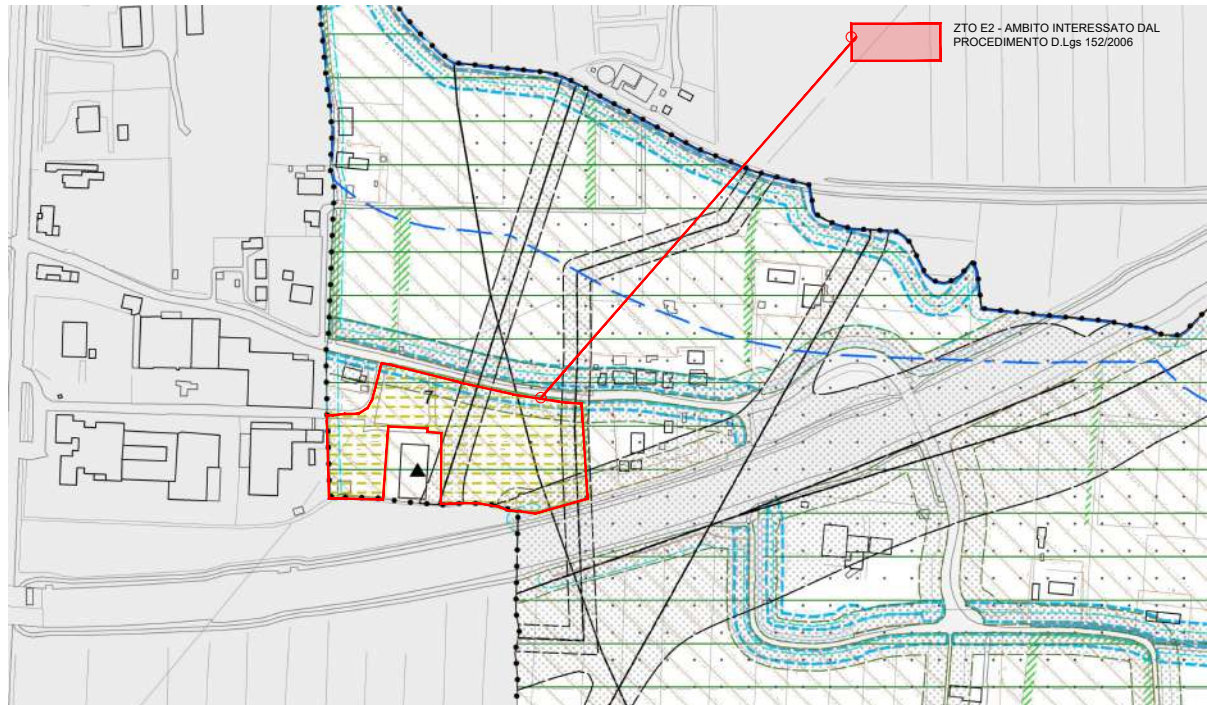 ZTO E2 - AMBITO INTERESSATO DAL
PROCEDIMENTO D.Lgs 152/2006
7